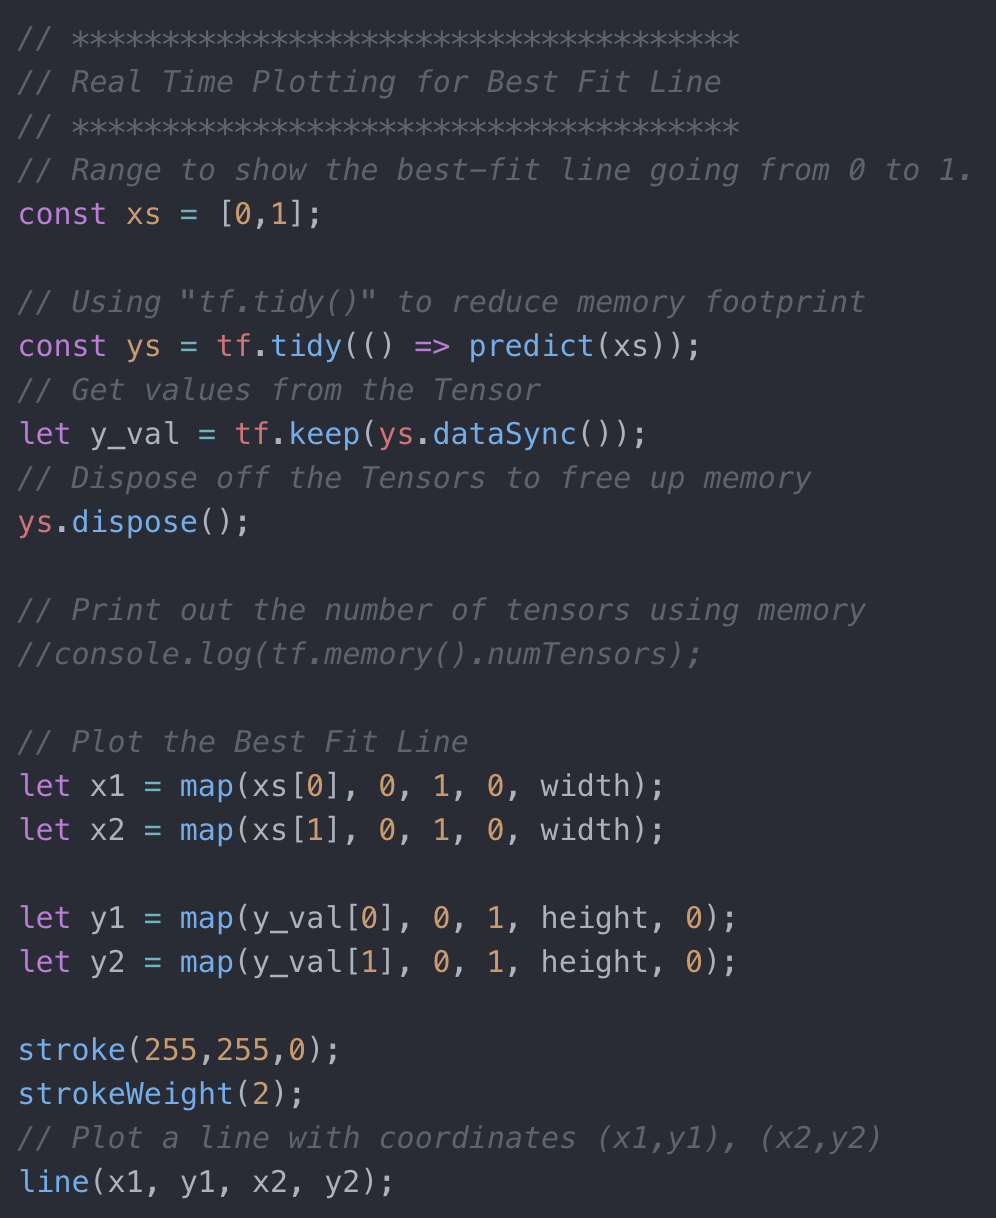 // *************************************
// Real Time Plotting for Best Fit Line
// *************************************
// Range to show the best-fit line going from 0 to 1.
const xs = [0,1];
// Using "tf.tidy()" to reduce memory footprint
const ys = tf.tidy(() => predict(xs));
// Get values from the Tensor
let y_val = tf.keep(ys.dataSync());
// Dispose off the Tensors to free up memory
ys.dispose();
// Print out the number of tensors using memory
//console.log(tf.memory().numTensors);
// Plot the Best Fit Line
let x1 = map(xs[0], 0, 1, 0, width);
let x2 = map(xs[1], 0, 1, 0, width);
let y1 = map(y_val[0], 0, 1, height, 0);
let y2 = map(y_val[1], 0, 1, height, 0);
stroke(255,255,0);
strokeWeight(2);
// Plot a line with coordinates (x1,y1), (x2,y2)
line(x1, y1, x2, y2);